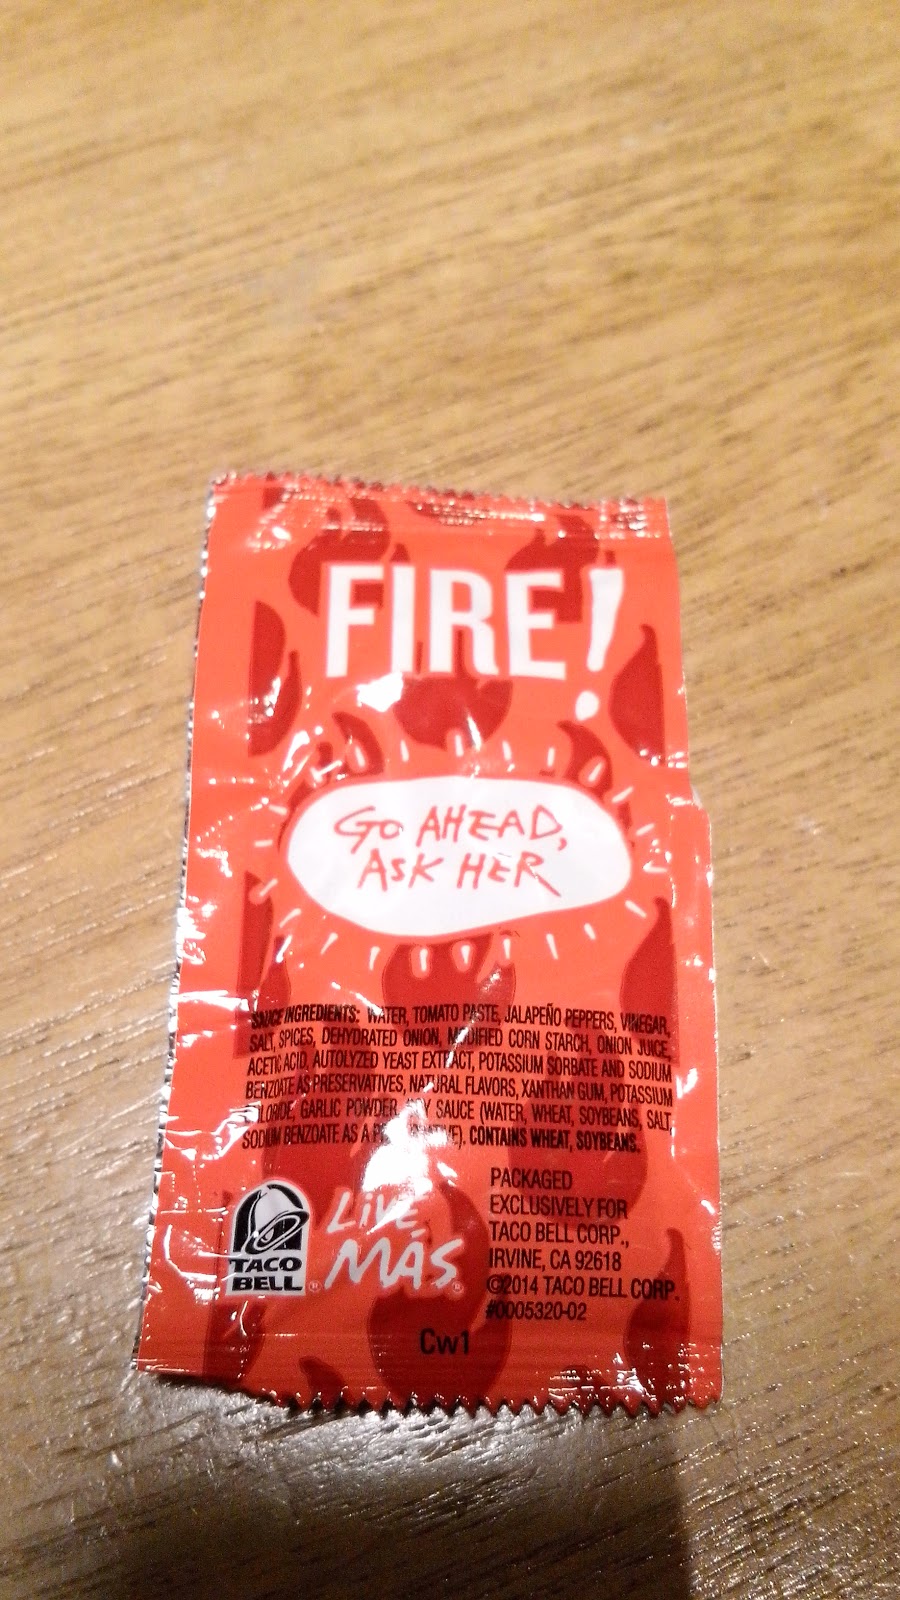 FIRE!
GO AHEAD,
ASK HER
SAUCE INGREDIENTS: WATER, TOMATO PASTE, JALAPEÑO PEPPERS, VINEGAR,
SALT, SPICES, DEHYDRATED ONION, MODIFIED CORN STARCH, ONION JUICE,
ACETIC ACID, AUTOLYZED YEAST EXTRACT, POTASSIUM SORBATE AND SODIUM
BENZOATE AS PRESERVATIVES, NATURAL FLAVORS, XANTHAN GUM, POTASSIUM
CHLORIDE, GARLIC POWDER, SAUCE (WATER, WHEAT, SOYBEANS, SALT,
SODIUM BENZOATE AS A PRESERVATIVE). CONTAINS WHEAT, SOYBEANS.
TACO
BELL®
LIVE
MÁS®
PACKAGED
EXCLUSIVELY FOR
TACO BELL CORP.,
IRVINE, CA 92618
©2014 TACO BELL CORP.
#0005320-02
CW1